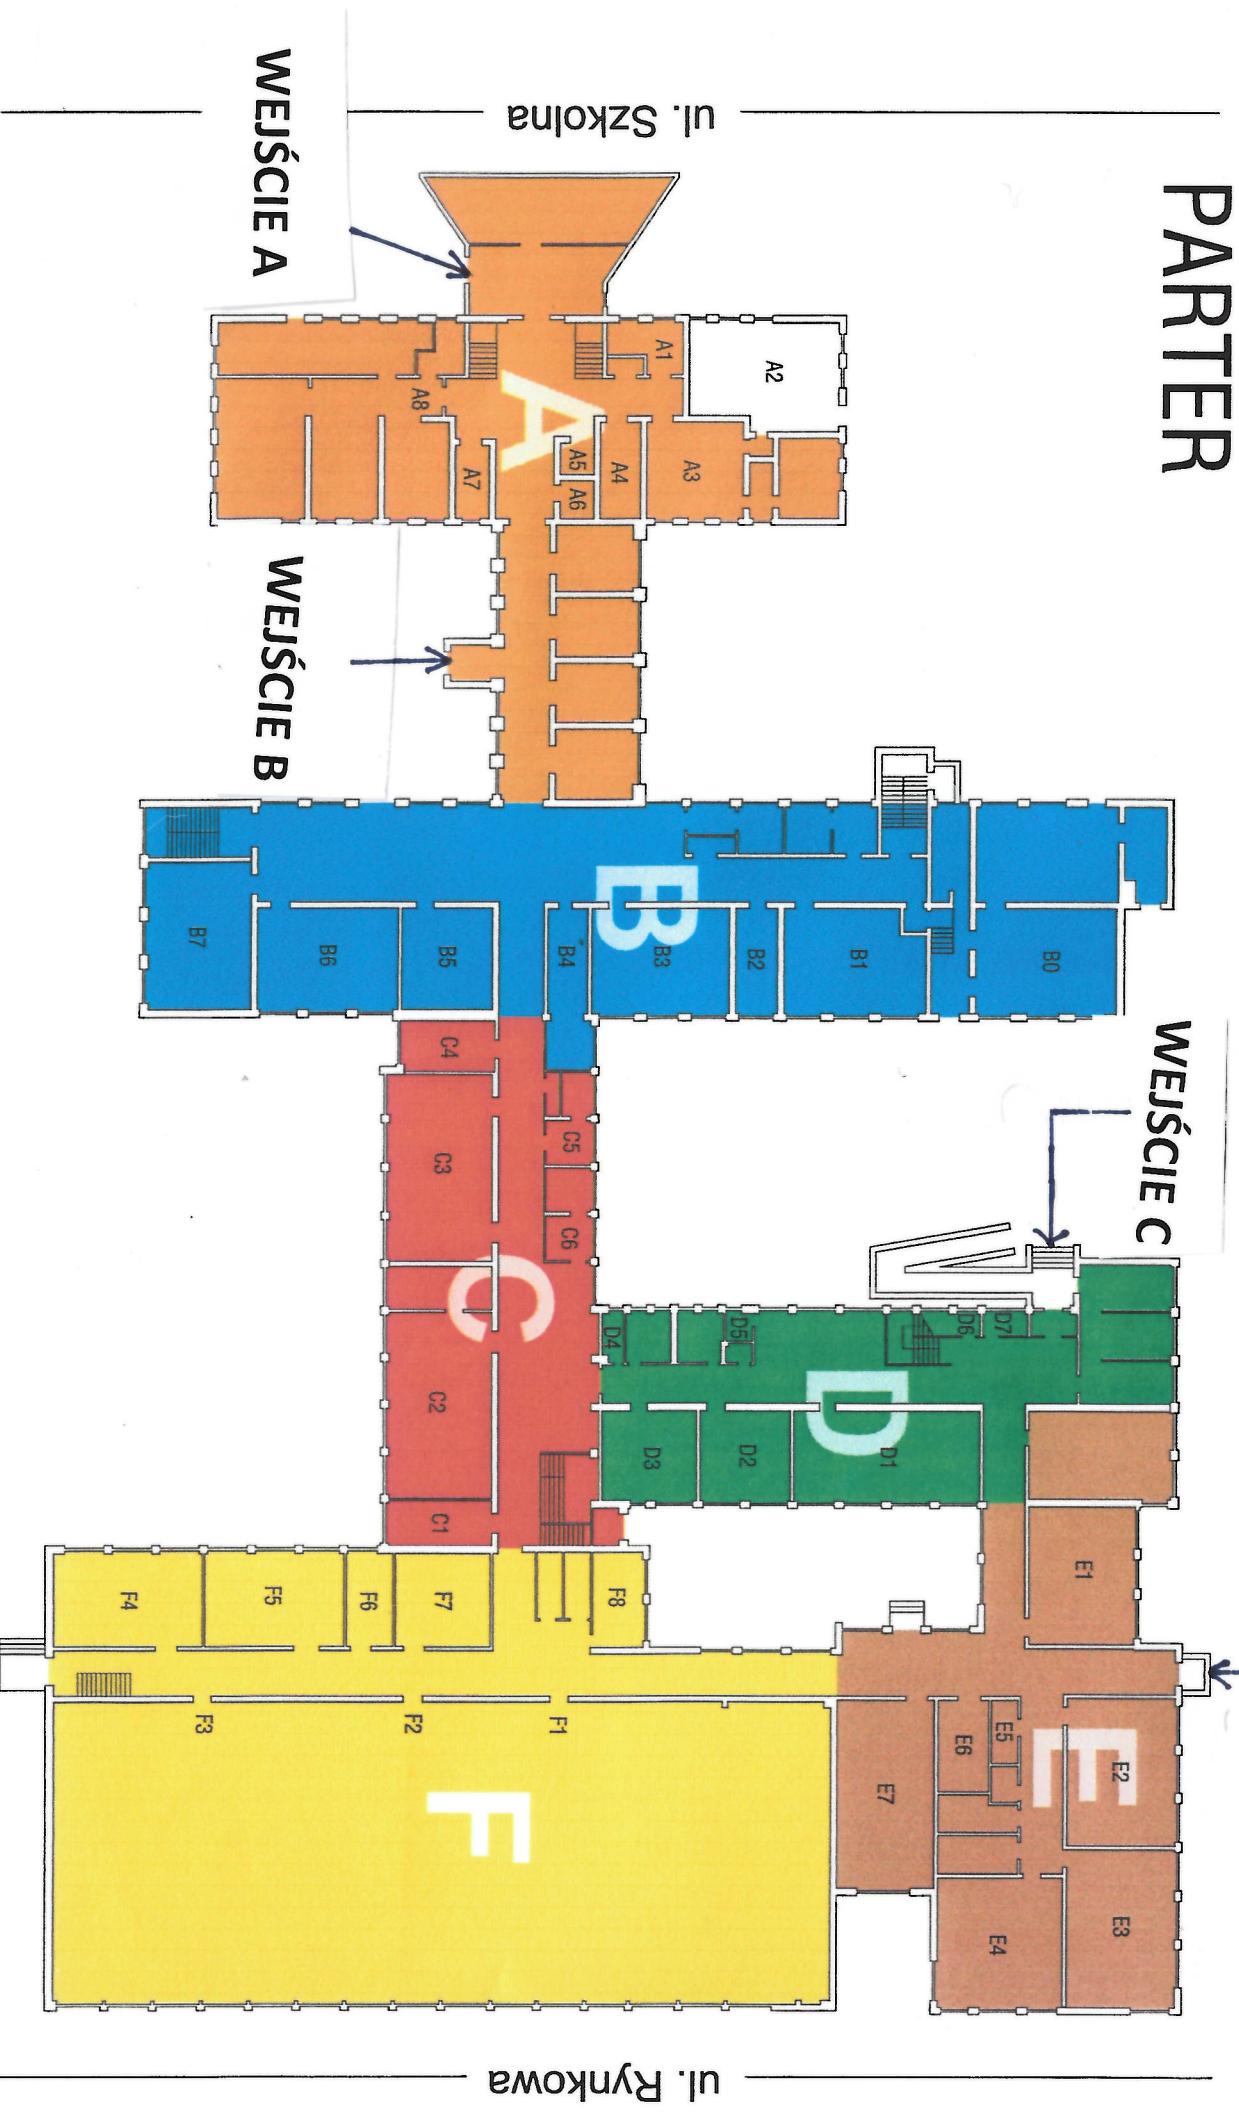 PARTER
ul. Szkolna
WEJŚCIE A
WEJŚCIE B
WEJŚCIE C
A
A1
A2
A3
A4
A5
A6
A7
A8
B
B0
B1
B2
B3
B4
B5
B6
B7
C
C1
C2
C3
C4
C5
C6
D
D1
D2
D3
D4
D5
D6
D7
E
E1
E2
E3
E4
E5
E6
E7
F
F1
F2
F3
F4
F5
F6
F7
F8
ul. Rynkowa